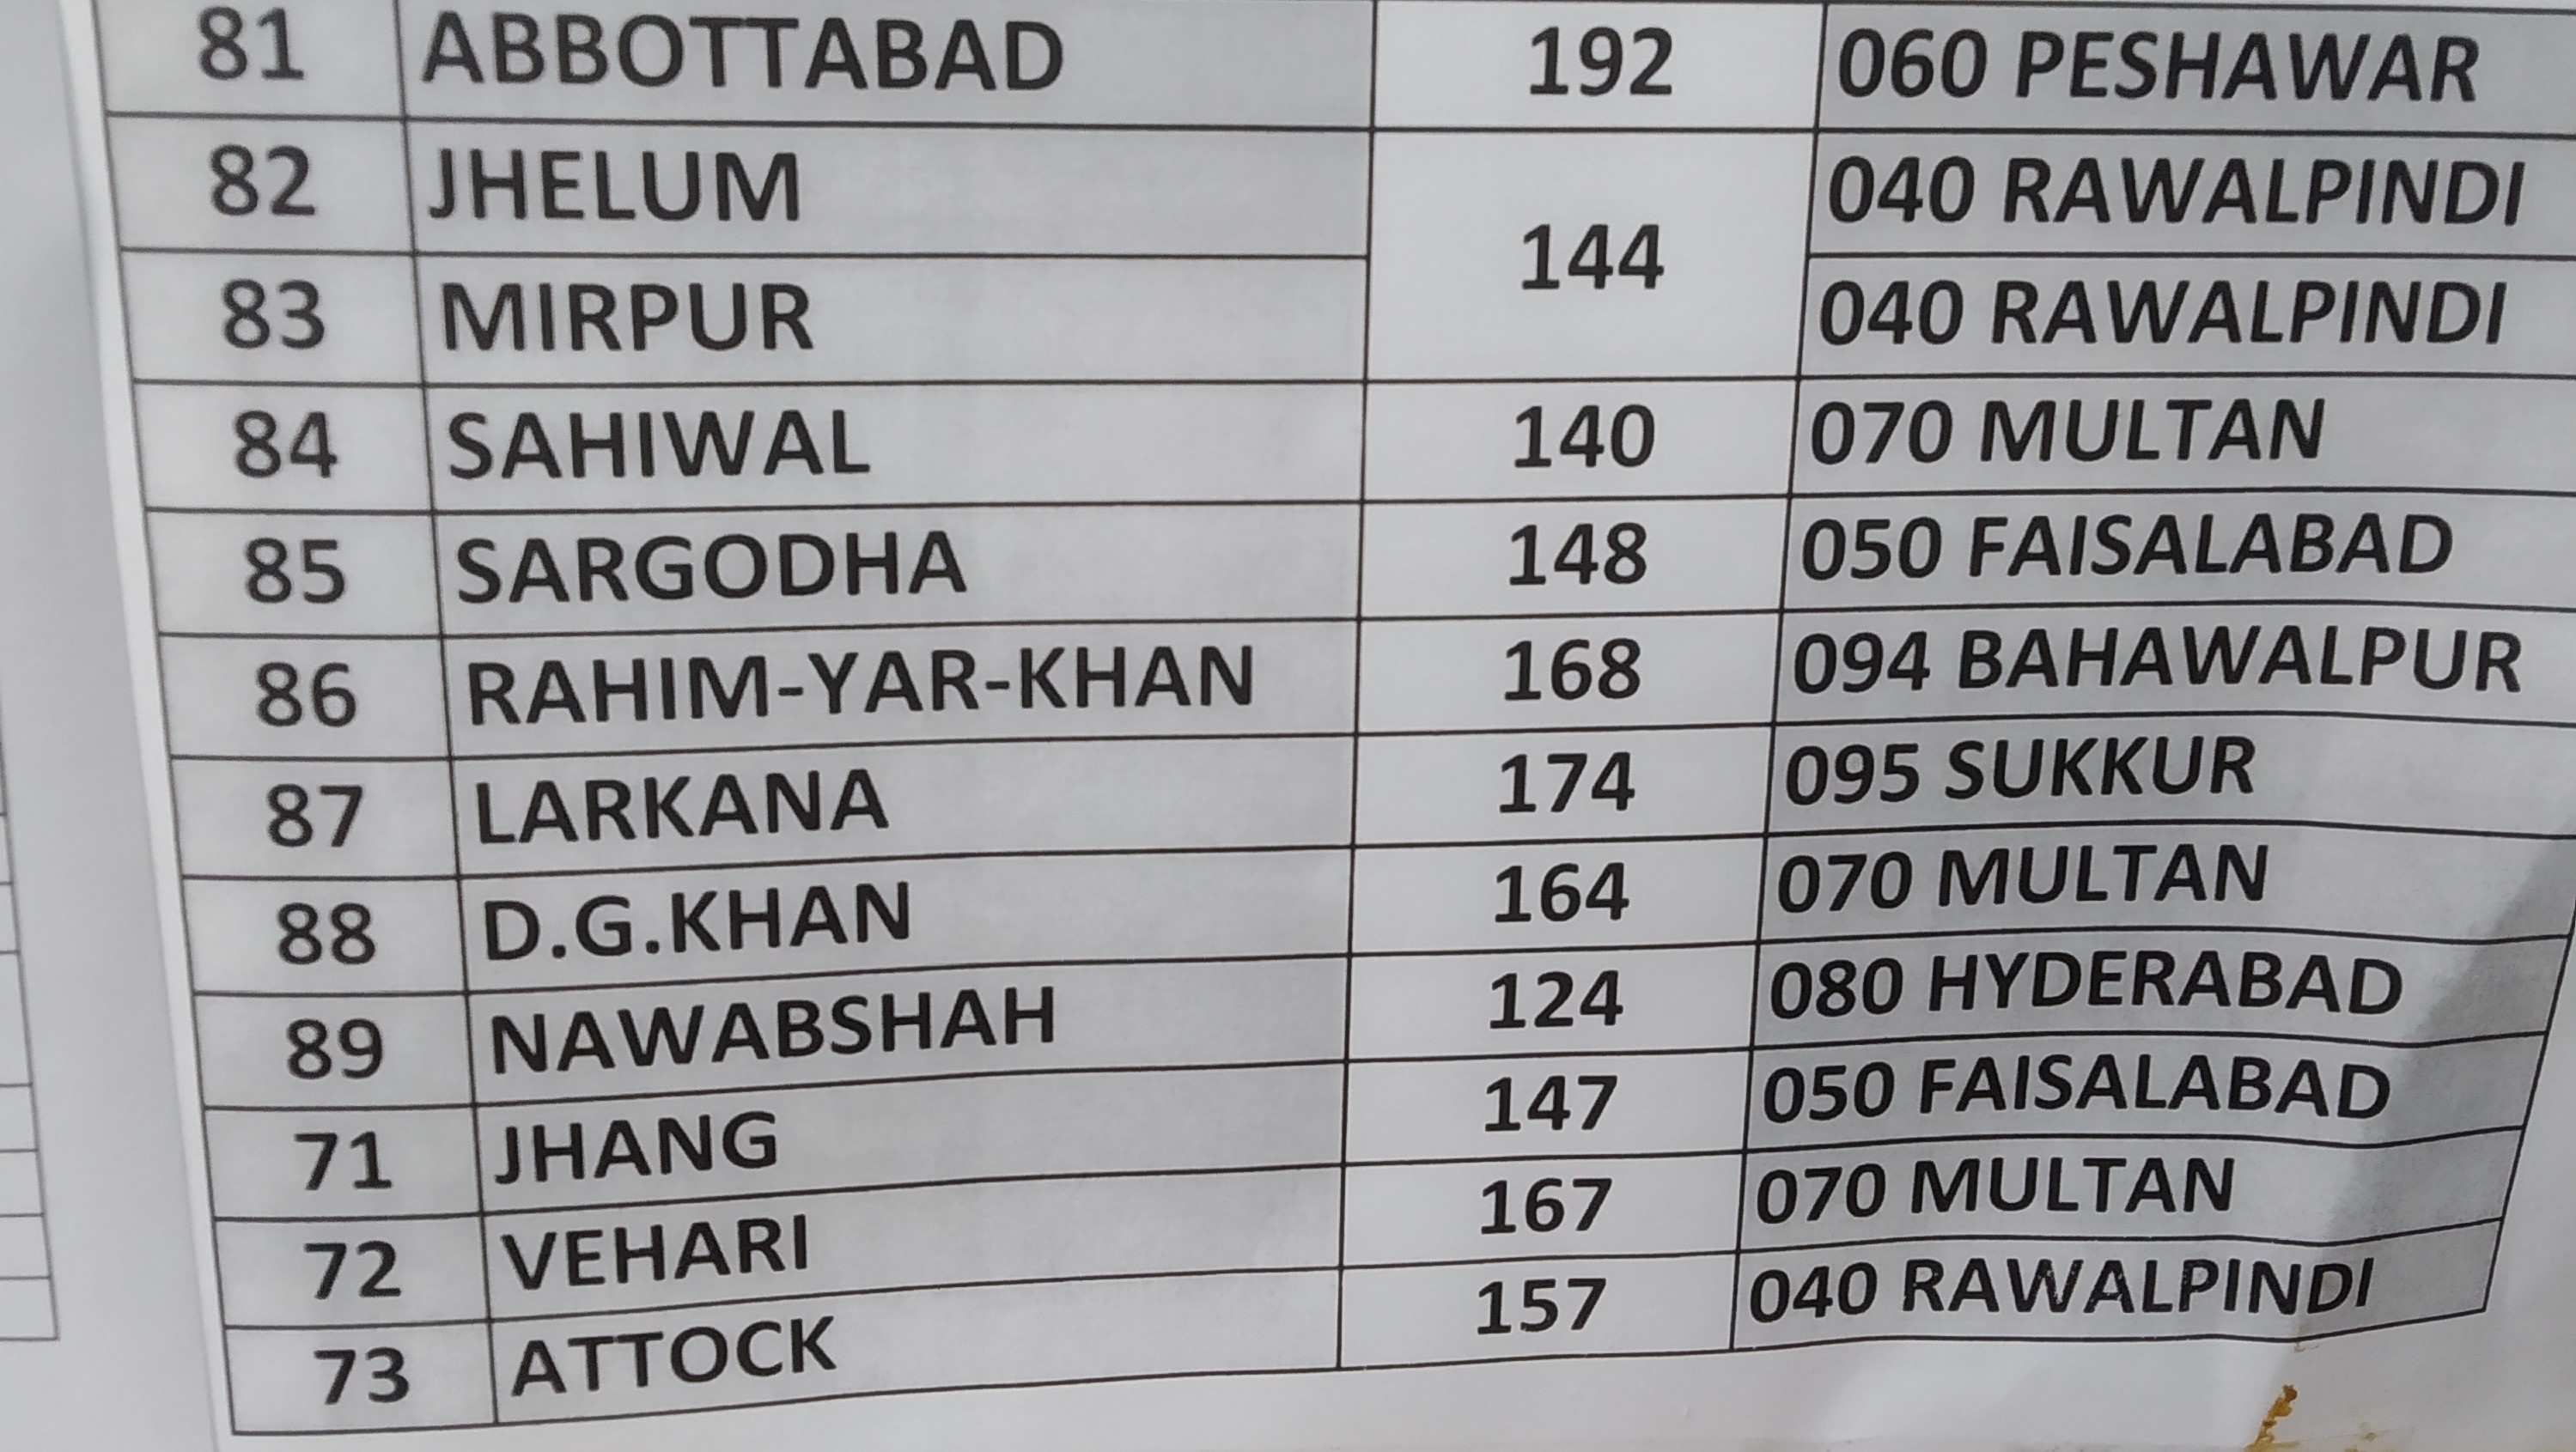 81 ABBOTTABAD 192 060 PESHAWAR
82 JHELUM 144 040 RAWALPINDI
83 MIRPUR 040 RAWALPINDI
84 SAHIWAL 140 070 MULTAN
85 SARGODHA 148 050 FAISALABAD
86 RAHIM-YAR-KHAN 168 094 BAHAWALPUR
87 LARKANA 174 095 SUKKUR
88 D.G.KHAN 164 070 MULTAN
89 NAWABSHAH 124 080 HYDERABAD
71 JHANG 147 050 FAISALABAD
72 VEHARI 167 070 MULTAN
73 ATTOCK 157 040 RAWALPINDI